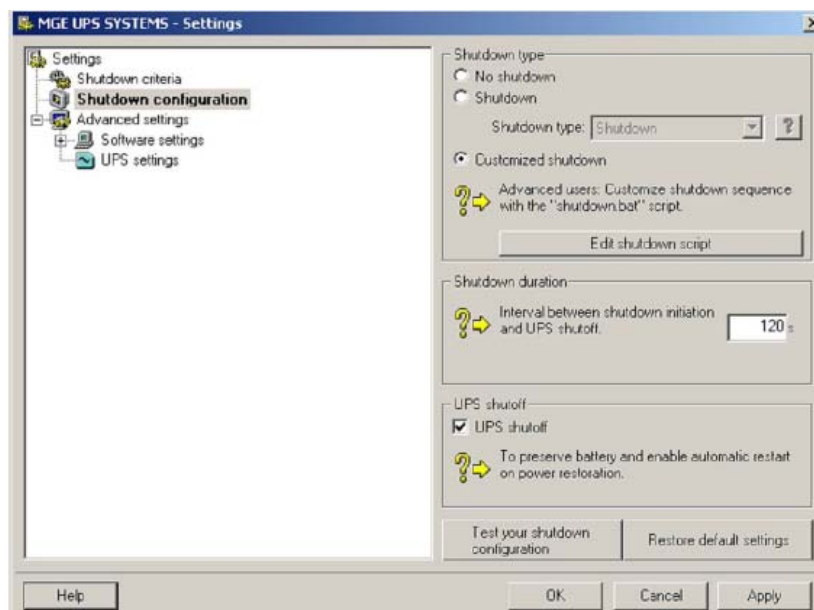 MGE UPS SYSTEMS - Settings
Settings
Shutdown criteria
Shutdown configuration
Advanced settings
Software settings
UPS settings
Shutdown type
No shutdown
Shutdown
Shutdown type: Shutdown ?
Customized shutdown
Advanced users: Customize shutdown sequence
with the "shutdown.bat" script.
Edit shutdown script
Shutdown duration
Interval between shutdown initiation
and UPS shutoff.
120 s
UPS shutoff
UPS shutoff
To preserve battery and enable automatic restart
on power restoration.
Test your shutdown
configuration
Restore default settings
Help
OK
Cancel
Apply